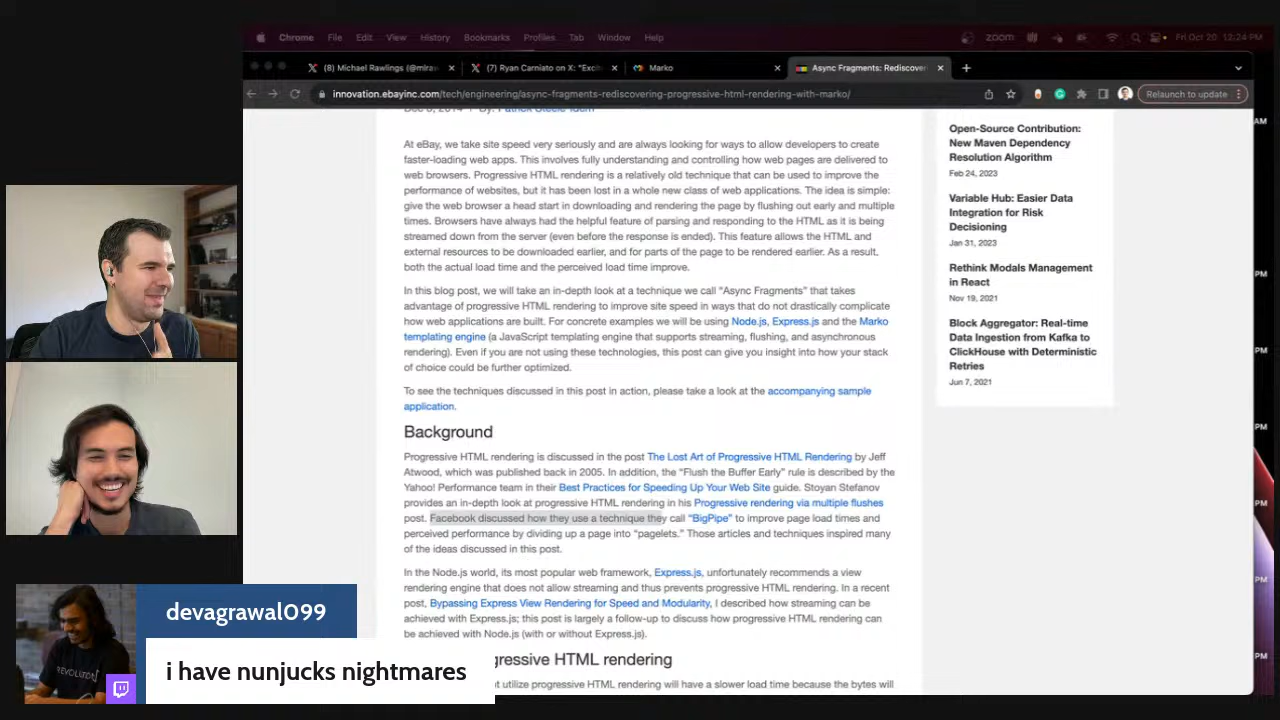 Chrome File Edit View History Bookmarks Profiles Tab Window Help zoom Fri Oct 20 12:24 PM
(8) Michael Rawlings (@mlraw
(7) Ryan Carniato on X: "Exci
Marko
Async Fragments: Rediscover
innovation.ebayinc.com/tech/engineering/async-fragments-rediscovering-progressive-html-rendering-with-marko/
Relaunch to update
At eBay, we take site speed very seriously and are always looking for ways to allow developers to create
faster-loading web apps. This involves fully understanding and controlling how web pages are delivered to
web browsers. Progressive HTML rendering is a relatively old technique that can be used to improve the
performance of websites, but it has been lost in a whole new class of web applications. The idea is simple:
give the web browser a head start in downloading and rendering the page by flushing out early and multiple
times. Browsers have always had the helpful feature of parsing and responding to the HTML as it is being
streamed down from the server (even before the response is ended). This feature allows the HTML and
external resources to be downloaded earlier, and for parts of the page to be rendered earlier. As a result,
both the actual load time and the perceived load time improve.
In this blog post, we will take an in-depth look at a technique we call "Async Fragments" that takes
advantage of progressive HTML rendering to improve site speed in ways that do not drastically complicate
how web applications are built. For concrete examples we will be using Node.js, Express.js and the Marko
templating engine (a JavaScript templating engine that supports streaming, flushing, and asynchronous
rendering). Even if you are not using these technologies, this post can give you insight into how your stack
of choice could be further optimized.
To see the techniques discussed in this post in action, please take a look at the accompanying sample
application.
Background
Progressive HTML rendering is discussed in the post The Lost Art of Progressive HTML Rendering by Jeff
Atwood, which was published back in 2005. In addition, the "Flush the Buffer Early" rule is described by the
Yahoo! Performance team in their Best Practices for Speeding Up Your Web Site guide. Stoyan Stefanov
provides an in-depth look at progressive HTML rendering in his Progressive rendering via multiple flushes
post. Facebook discussed how they use a technique they call "BigPipe" to improve page load times and
perceived performance by dividing up a page into "pagelets." Those articles and techniques inspired many
of the ideas discussed in this post.
In the Node.js world, its most popular web framework, Express.js, unfortunately recommends a view
rendering engine that does not allow streaming and thus prevents progressive HTML rendering. In a recent
post, Bypassing Express View Rendering for Speed and Modularity, I described how streaming can be
achieved with Express.js; this post is largely a follow-up to discuss how progressive HTML rendering can
be achieved with Node.js (with or without Express.js).
gressive HTML rendering
t utilize progressive HTML rendering will have a slower load time because the bytes will
Open-Source Contribution:
New Maven Dependency
Resolution Algorithm
Feb 24, 2023
Variable Hub: Easier Data
Integration for Risk
Decisioning
Jan 31, 2023
Rethink Modals Management
in React
Nov 19, 2021
Block Aggregator: Real-time
Data Ingestion from Kafka to
ClickHouse with Deterministic
Retries
Jun 7, 2021
AM
PM
PM
PM
PM
PM
PM
PM
devagrawal099
i have nunjucks nightmares